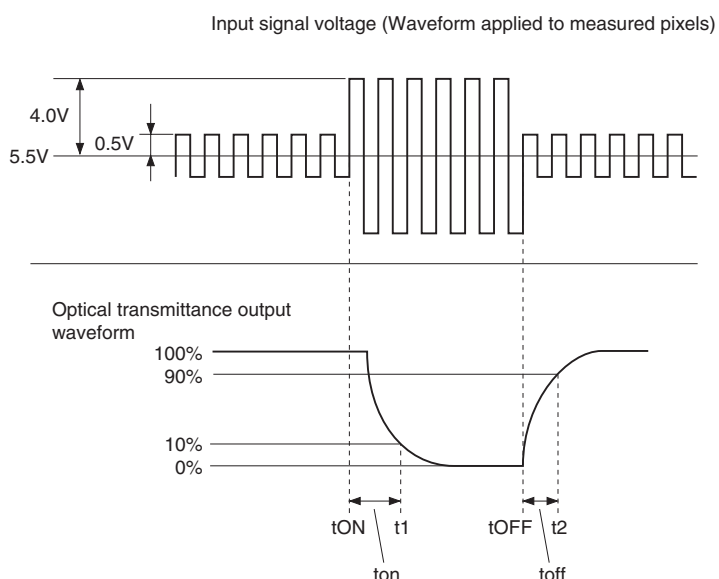 Input signal voltage (Waveform applied to measured pixels)
4.0V
0.5V
5.5V
Optical transmittance output
waveform
100%
90%
10%
0%
tON t1 tOFF t2
ton toff